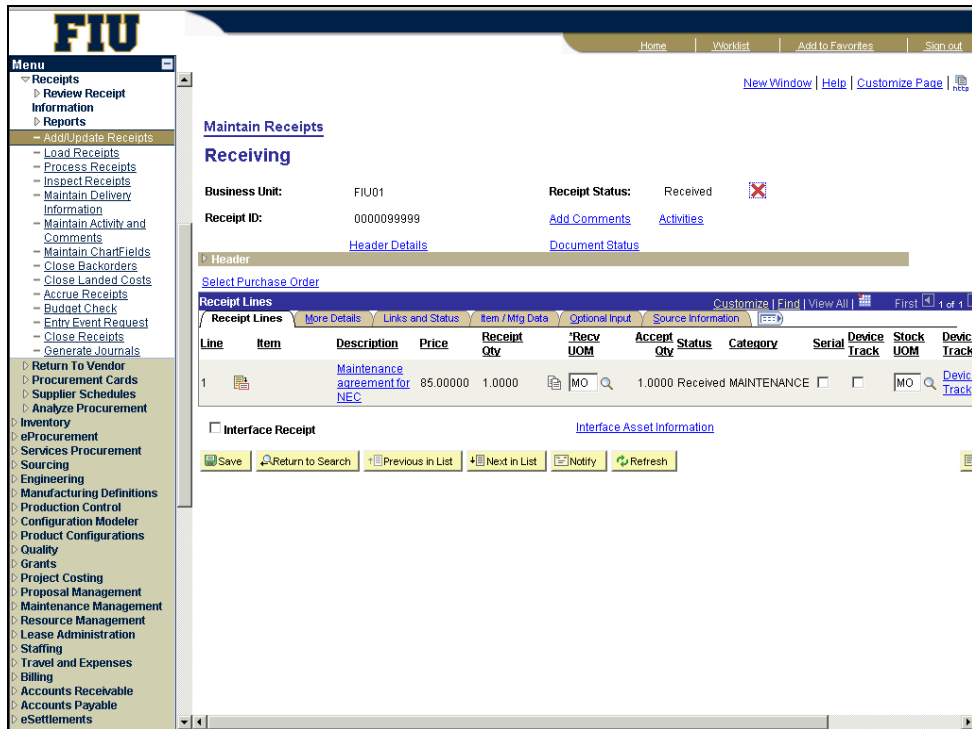 FIU
Home | Worklist | Add to Favorites | Sign out
Menu
Receipts
Review Receipt
Information
Reports
Add/Update Receipts
Load Receipts
Process Receipts
Inspect Receipts
Maintain Delivery
Information
Maintain Activity and
Comments
Maintain ChartFields
Close Backorders
Close Landed Costs
Accrue Receipts
Budget Check
Entry Event Request
Close Receipts
Generate Journals
Return To Vendor
Procurement Cards
Supplier Schedules
Analyze Procurement
Inventory
eProcurement
Services Procurement
Sourcing
Engineering
Manufacturing Definitions
Production Control
Configuration Modeler
Product Configurations
Quality
Grants
Project Costing
Proposal Management
Maintenance Management
Resource Management
Lease Administration
Staffing
Travel and Expenses
Billing
Accounts Receivable
Accounts Payable
eSettlements
New Window | Help | Customize Page | http
Maintain Receipts
Receiving
Business Unit: FIU01 Receipt Status: Received
Receipt ID: 0000099999 Add Comments Activities
Header Details Document Status
Header
Select Purchase Order
Receipt Lines Customize | Find | View All | First 1 of 1
Receipt Lines More Details Links and Status Item / Mfg Data Optional Input Source Information
Line Item Description Price Receipt Qty *Recv UOM Accept Qty Status Category Serial Device Track Stock UOM Devic Track
1 Maintenance agreement for NEC 85.00000 1.0000 MO 1.0000 Received MAINTENANCE MO Devic Track
Interface Receipt Interface Asset Information
Save Return to Search Previous in List Next in List Notify Refresh